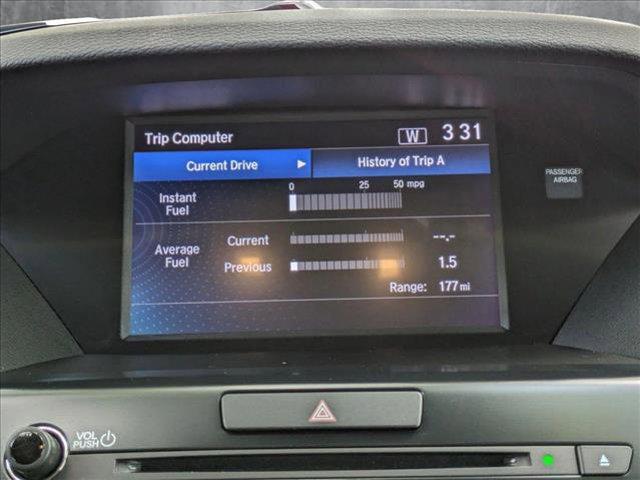 Trip Computer W 3 31
Current Drive History of Trip A
0 25 50 mpg
Instant
Fuel
Average
Fuel
Current --.-
Previous 1.5
Range: 177 mi
PASSENGER
AIRBAG
VOL
PUSH